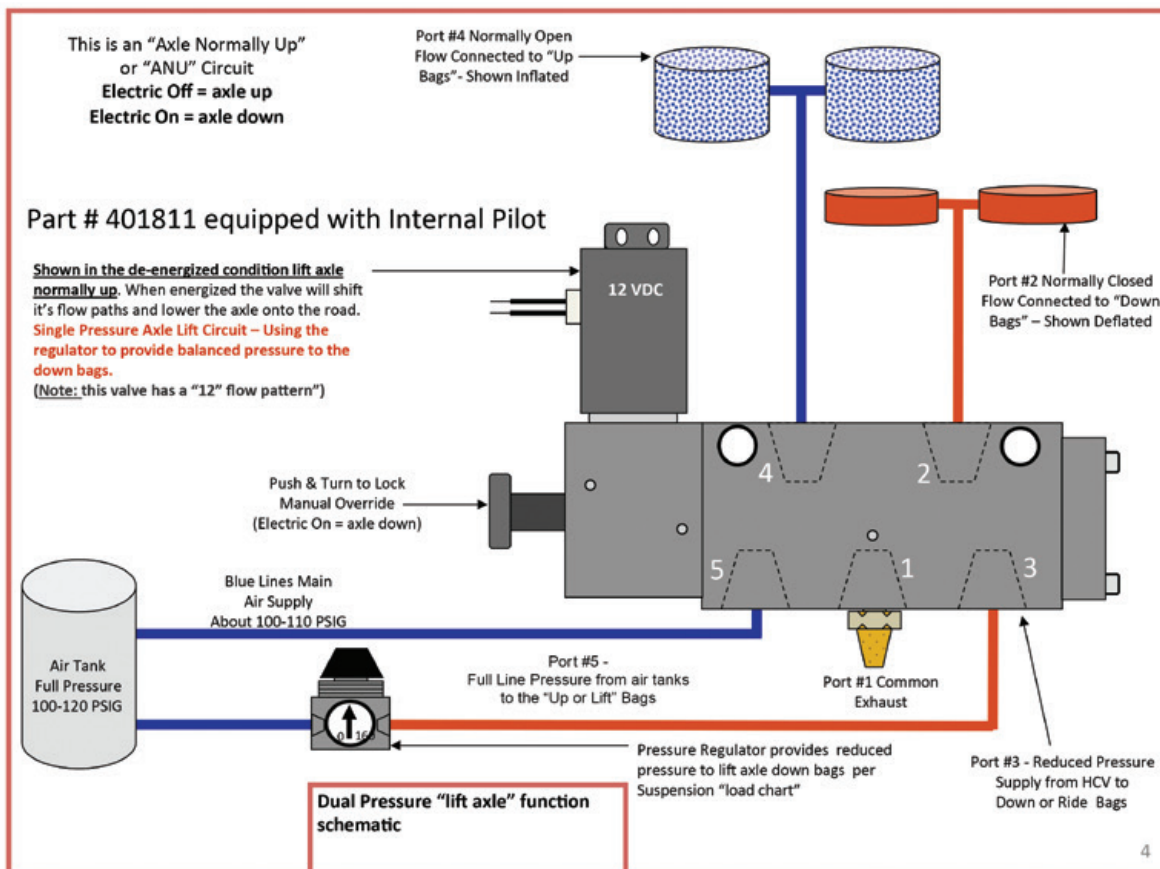 This is an “Axle Normally Up”
or “ANU” Circuit
Electric Off = axle up
Electric On = axle down
Port #4 Normally Open
Flow Connected to “Up
Bags”- Shown Inflated
Part # 401811 equipped with Internal Pilot
Shown in the de-energized condition lift axle
normally up. When energized the valve will shift
it’s flow paths and lower the axle onto the road.
Single Pressure Axle Lift Circuit – Using the
regulator to provide balanced pressure to the
down bags.
(Note: this valve has a “12” flow pattern”)
12 VDC
Port #2 Normally Closed
Flow Connected to “Down
Bags” – Shown Deflated
4
2
Push & Turn to Lock
Manual Override
(Electric On = axle down)
5
1
3
Blue Lines Main
Air Supply
About 100-110 PSIG
Air Tank
Full Pressure
100-120 PSIG
Port #5 -
Full Line Pressure from air tanks
to the “Up or Lift” Bags
Port #1 Common
Exhaust
0
Pressure Regulator provides reduced
pressure to lift axle down bags per
Suspension “load chart”
Port #3 - Reduced Pressure
Supply from HCV to
Down or Ride Bags
Dual Pressure “lift axle” function
schematic
4